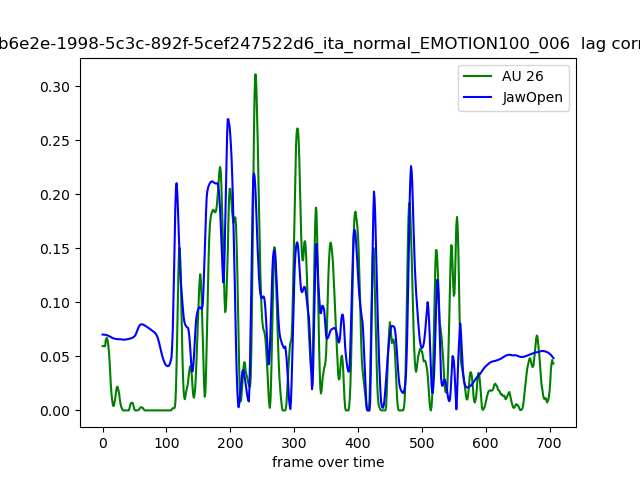 b6e2e-1998-5c3c-892f-5cef247522d6_ita_normal_EMOTION100_006 lag corr
AU 26
JawOpen
0.30
0.25
0.20
0.15
0.10
0.05
0.00
0 100 200 300 400 500 600 700
frame over time